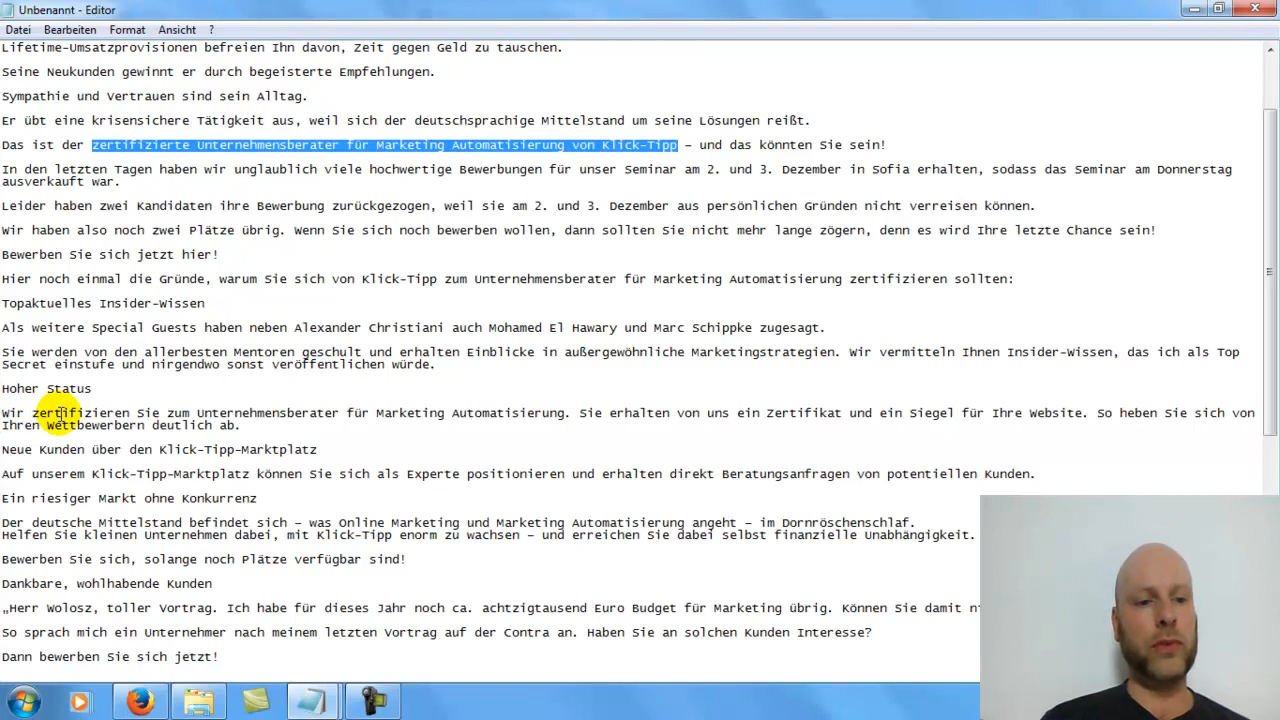 Unbenannt - Editor
Datei Bearbeiten Format Ansicht ?
Lifetime-Umsatzprovisionen befreien Ihn davon, Zeit gegen Geld zu tauschen.
Seine Neukunden gewinnt er durch begeisterte Empfehlungen.
Sympathie und Vertrauen sind sein Alltag.
Er übt eine krisensichere Tätigkeit aus, weil sich der deutschsprachige Mittelstand um seine Lösungen reißt.
Das ist der zertifizierte Unternehmensberater für Marketing Automatisierung von Klick-Tipp – und das könnten Sie sein!
In den letzten Tagen haben wir unglaublich viele hochwertige Bewerbungen für unser Seminar am 2. und 3. Dezember in Sofia erhalten, sodass das Seminar am Donnerstag
ausverkauft war.
Leider haben zwei Kandidaten ihre Bewerbung zurückgezogen, weil sie am 2. und 3. Dezember aus persönlichen Gründen nicht verreisen können.
Wir haben also noch zwei Plätze übrig. Wenn Sie sich noch bewerben wollen, dann sollten Sie nicht mehr lange zögern, denn es wird Ihre letzte Chance sein!
Bewerben Sie sich jetzt hier!
Hier noch einmal die Gründe, warum Sie sich von Klick-Tipp zum Unternehmensberater für Marketing Automatisierung zertifizieren sollten:
Topaktuelles Insider-Wissen
Als weitere Special Guests haben neben Alexander Christiani auch Mohamed El Hawary und Marc Schippke zugesagt.
Sie werden von den allerbesten Mentoren geschult und erhalten Einblicke in außergewöhnliche Marketingstrategien. Wir vermitteln Ihnen Insider-Wissen, das ich als Top
Secret einstufe und nirgendwo sonst veröffentlichen würde.
Hoher Status
Wir zertifizieren Sie zum Unternehmensberater für Marketing Automatisierung. Sie erhalten von uns ein Zertifikat und ein Siegel für Ihre Website. So heben Sie sich von
Ihren Wettbewerbern deutlich ab.
Neue Kunden über den Klick-Tipp-Marktplatz
Auf unserem Klick-Tipp-Marktplatz können Sie sich als Experte positionieren und erhalten direkt Beratungsanfragen von potentiellen Kunden.
Ein riesiger Markt ohne Konkurrenz
Der deutsche Mittelstand befindet sich – was Online Marketing und Marketing Automatisierung angeht – im Dornröschenschlaf.
Helfen Sie kleinen Unternehmen dabei, mit Klick-Tipp enorm zu wachsen – und erreichen Sie dabei selbst finanzielle Unabhängigkeit.
Bewerben Sie sich, solange noch Plätze verfügbar sind!
Dankbare, wohlhabende Kunden
„Herr Wolosz, toller Vortrag. Ich habe für dieses Jahr noch ca. achtzigtausend Euro Budget für Marketing übrig. Können Sie damit
So sprach mich ein Unternehmer nach meinem letzten Vortrag auf der Contra an. Haben Sie an solchen Kunden Interesse?
Dann bewerben Sie sich jetzt!